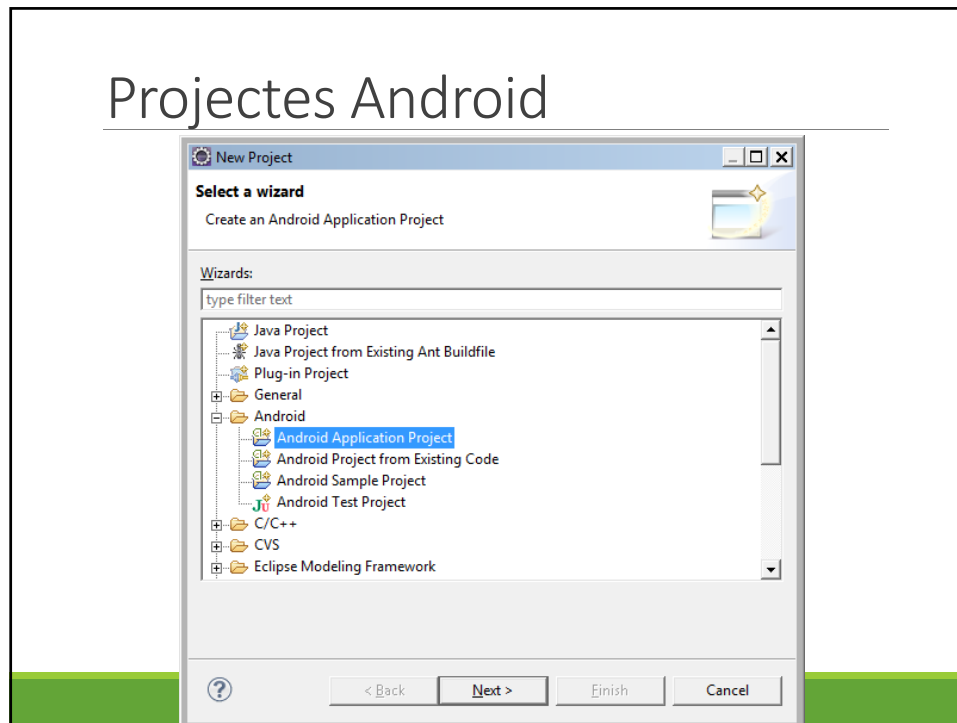 Projectes Android
New Project
Select a wizard
Create an Android Application Project
Wizards:
type filter text
Java Project
Java Project from Existing Ant Buildfile
Plug-in Project
General
Android
Android Application Project
Android Project from Existing Code
Android Sample Project
Android Test Project
C/C++
CVS
Eclipse Modeling Framework
? < Back Next > Finish Cancel